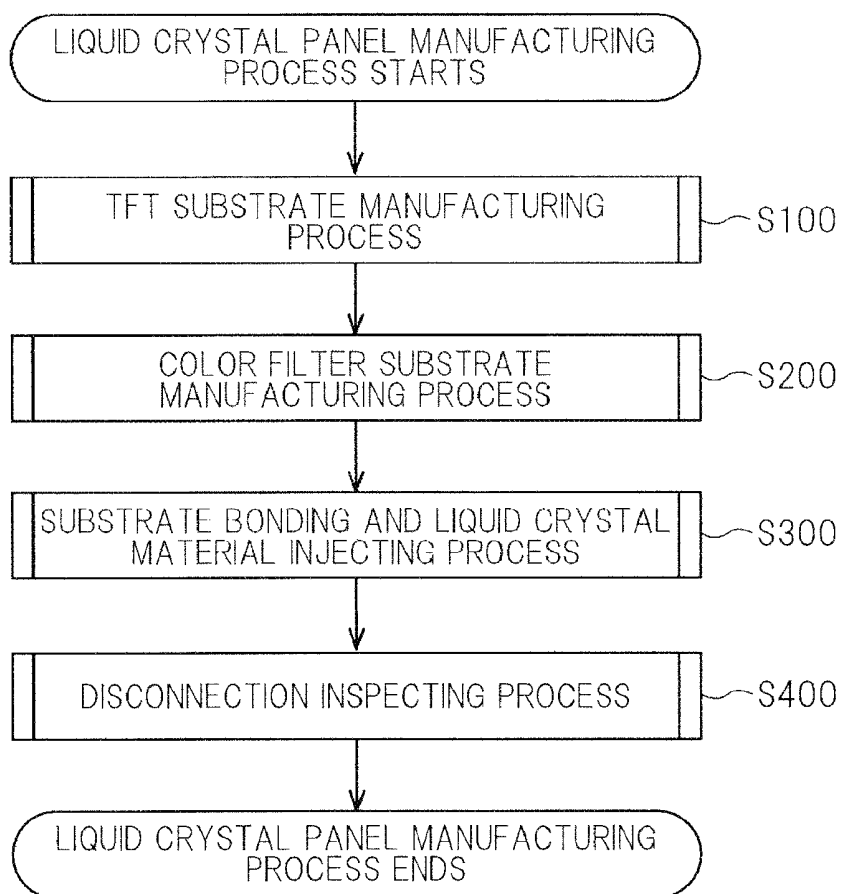 LIQUID CRYSTAL PANEL MANUFACTURING
PROCESS STARTS
TFT SUBSTRATE MANUFACTURING
PROCESS
S100
COLOR FILTER SUBSTRATE
MANUFACTURING PROCESS
S200
SUBSTRATE BONDING AND LIQUID CRYSTAL
MATERIAL INJECTING PROCESS
S300
DISCONNECTION INSPECTING PROCESS
S400
LIQUID CRYSTAL PANEL MANUFACTURING
PROCESS ENDS